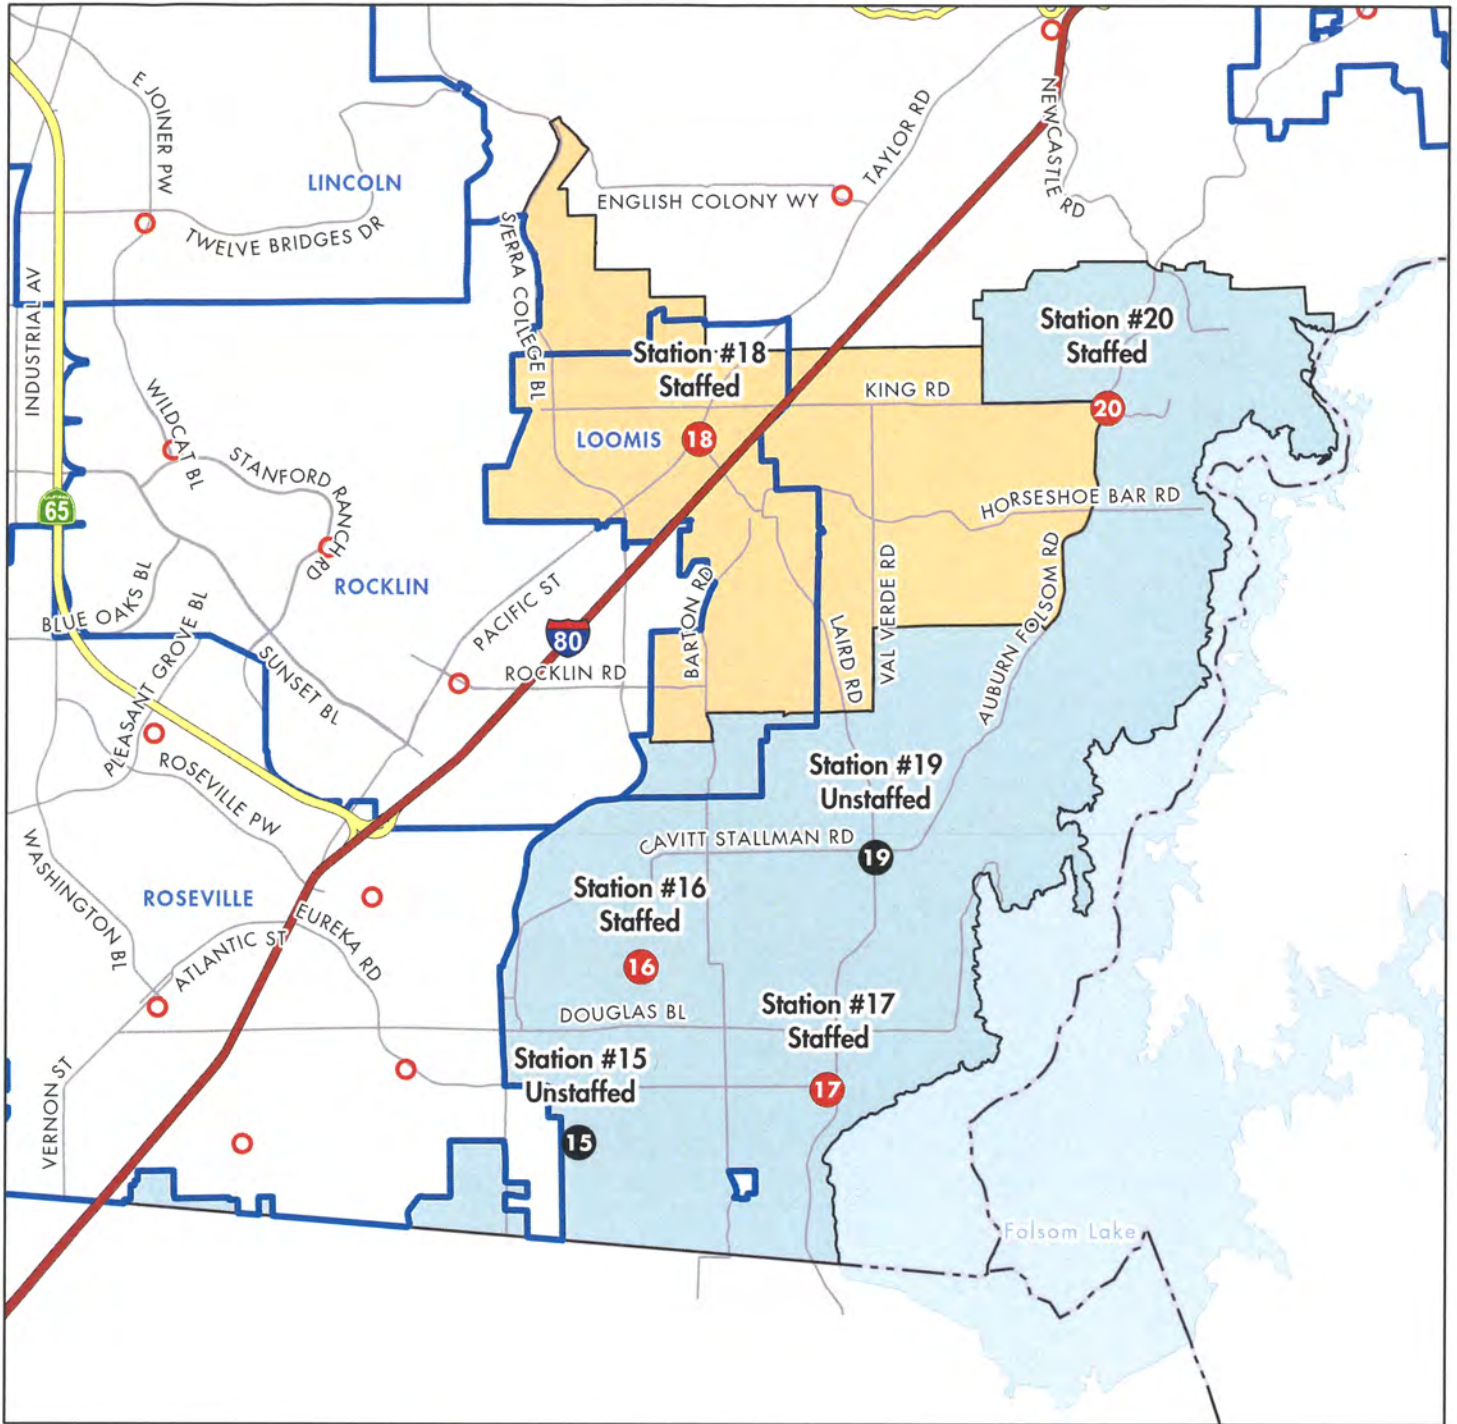 E JOINER PW
TAYLOR RD
NEWCASTLE RD
LINCOLN
ENGLISH COLONY WY
TWELVE BRIDGES DR
SIERRA COLLEGE BL
INDUSTRIAL AV
Station #20
Staffed
Station #18
Staffed
KING RD
20
WILDCAT BL
LOOMIS
18
STANFORD RANCH RD
HORSESHOE BAR RD
65
ROCKLIN
BLUE OAKS BL
PACIFIC ST
BARTON RD
VAL VERDE RD
AUBURN FOLSOM RD
80
PLEASANT GROVE BL
SUNSET BL
ROCKLIN RD
LAIRD RD
ROSEVILLE PW
Station #19
Unstaffed
CAVITT STALLMAN RD
19
WASHINGTON BL
ROSEVILLE
Station #16
Staffed
ATLANTIC ST
EUREKA RD
16
DOUGLAS BL
Station #17
Staffed
Station #15
Unstaffed
17
VERNON ST
15
Folsom Lake